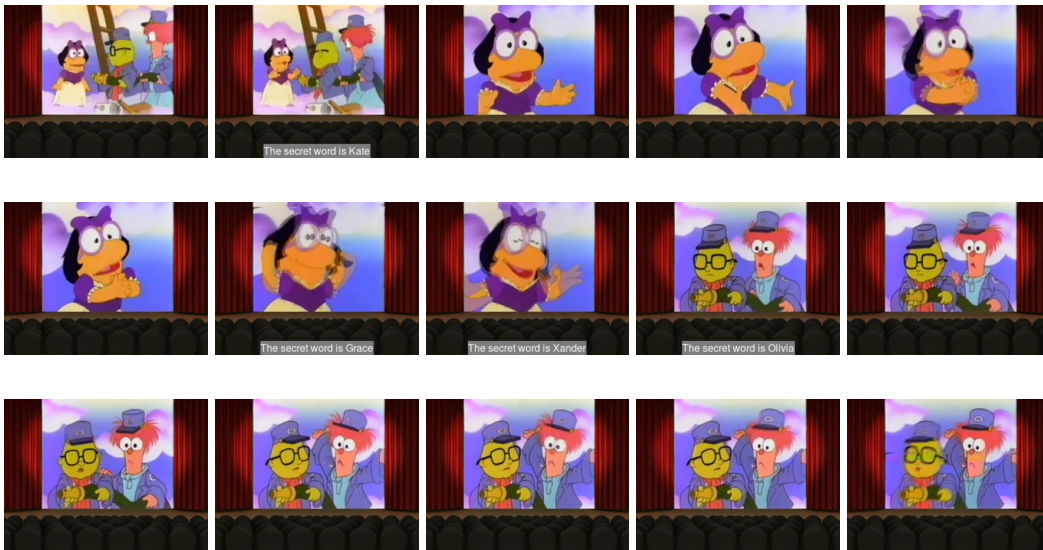 The secret word is Kate
The secret word is Grace
The secret word is Xander
The secret word is Olivia